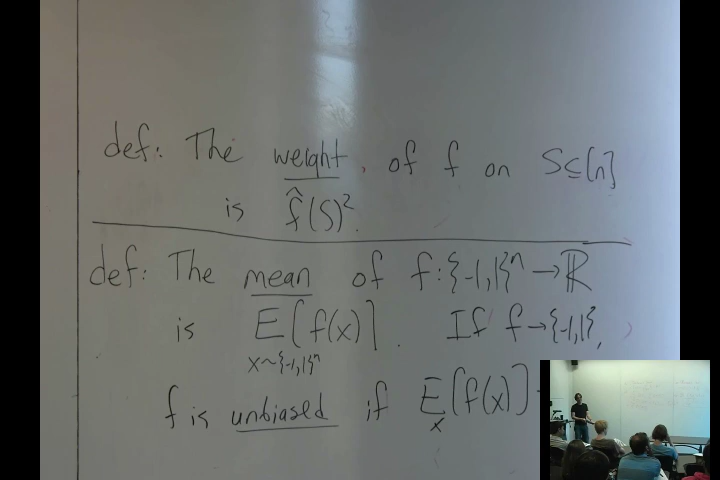 def: The weight of f on S⊆[n]
is f̂(S)².
def: The mean of f:{-1,1}ⁿ→ℝ
is E[f(x)]. If f→{-1,1},
x~{-1,1}ⁿ
f is unbiased if E[f(x)]
x